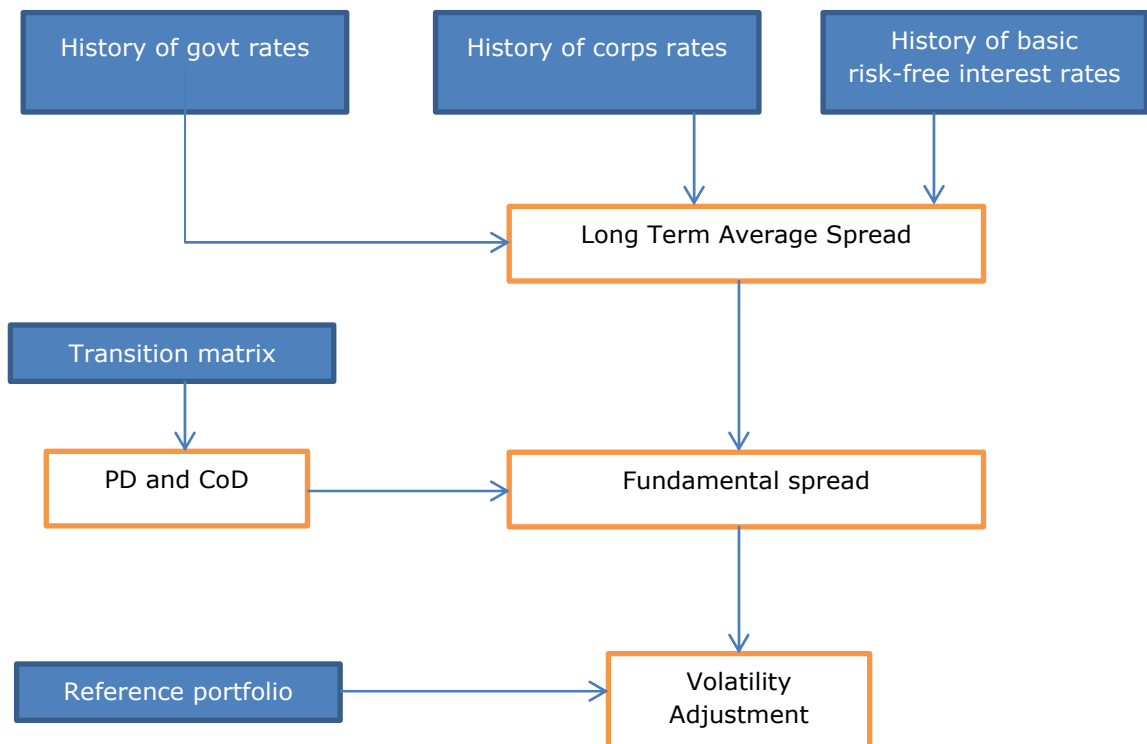 History of govt rates
History of corps rates
History of basic
risk-free interest rates
Long Term Average Spread
Transition matrix
PD and CoD
Fundamental spread
Reference portfolio
Volatility
Adjustment